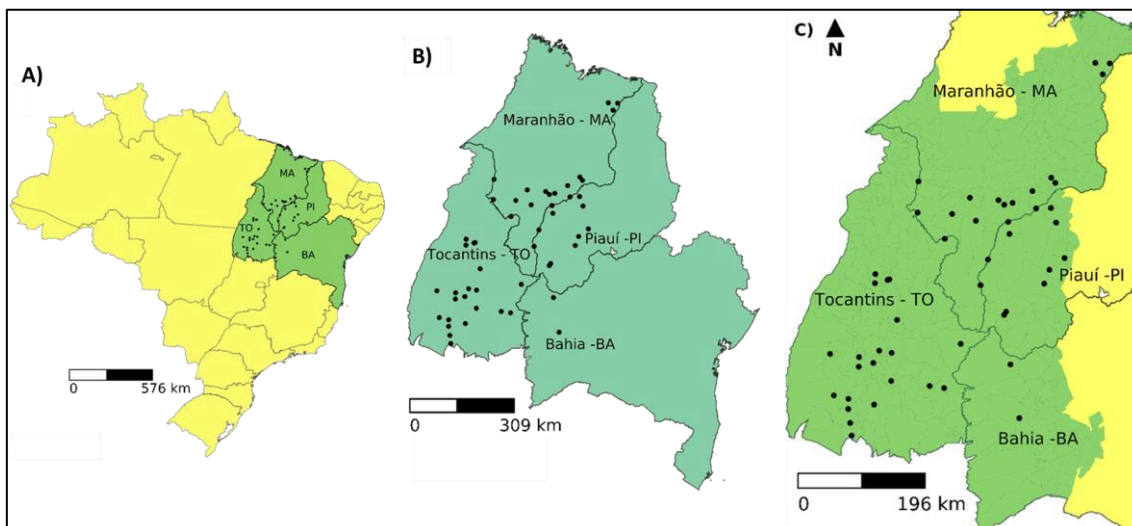 A)
MA
PI
TO
BA
0 576 km
B)
Maranhão - MA
Piauí -PI
Tocantins - TO
Bahia -BA
0 309 km
C)
N
Maranhão - MA
Piauí -PI
Tocantins - TO
Bahia -BA
0 196 km